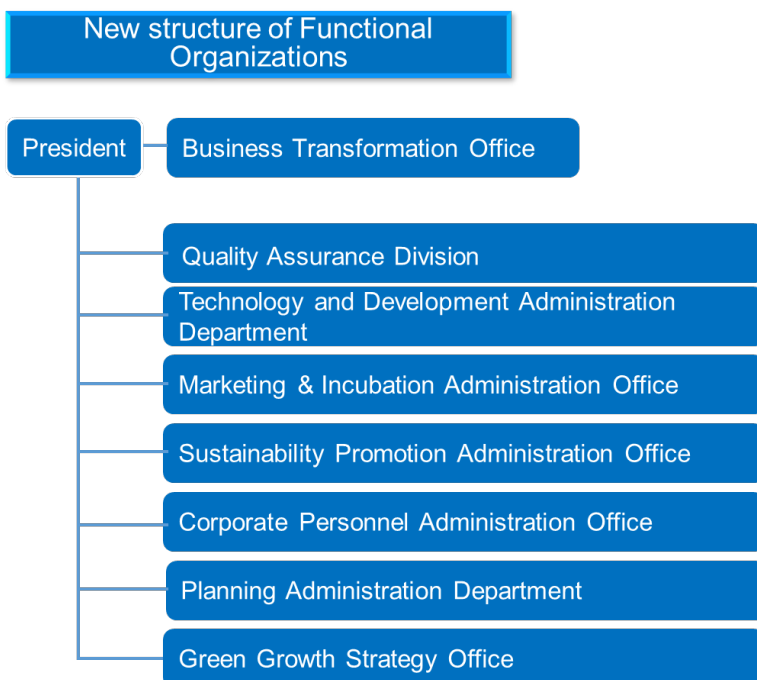 New structure of Functional
Organizations
President
Business Transformation Office
Quality Assurance Division
Technology and Development Administration
Department
Marketing & Incubation Administration Office
Sustainability Promotion Administration Office
Corporate Personnel Administration Office
Planning Administration Department
Green Growth Strategy Office